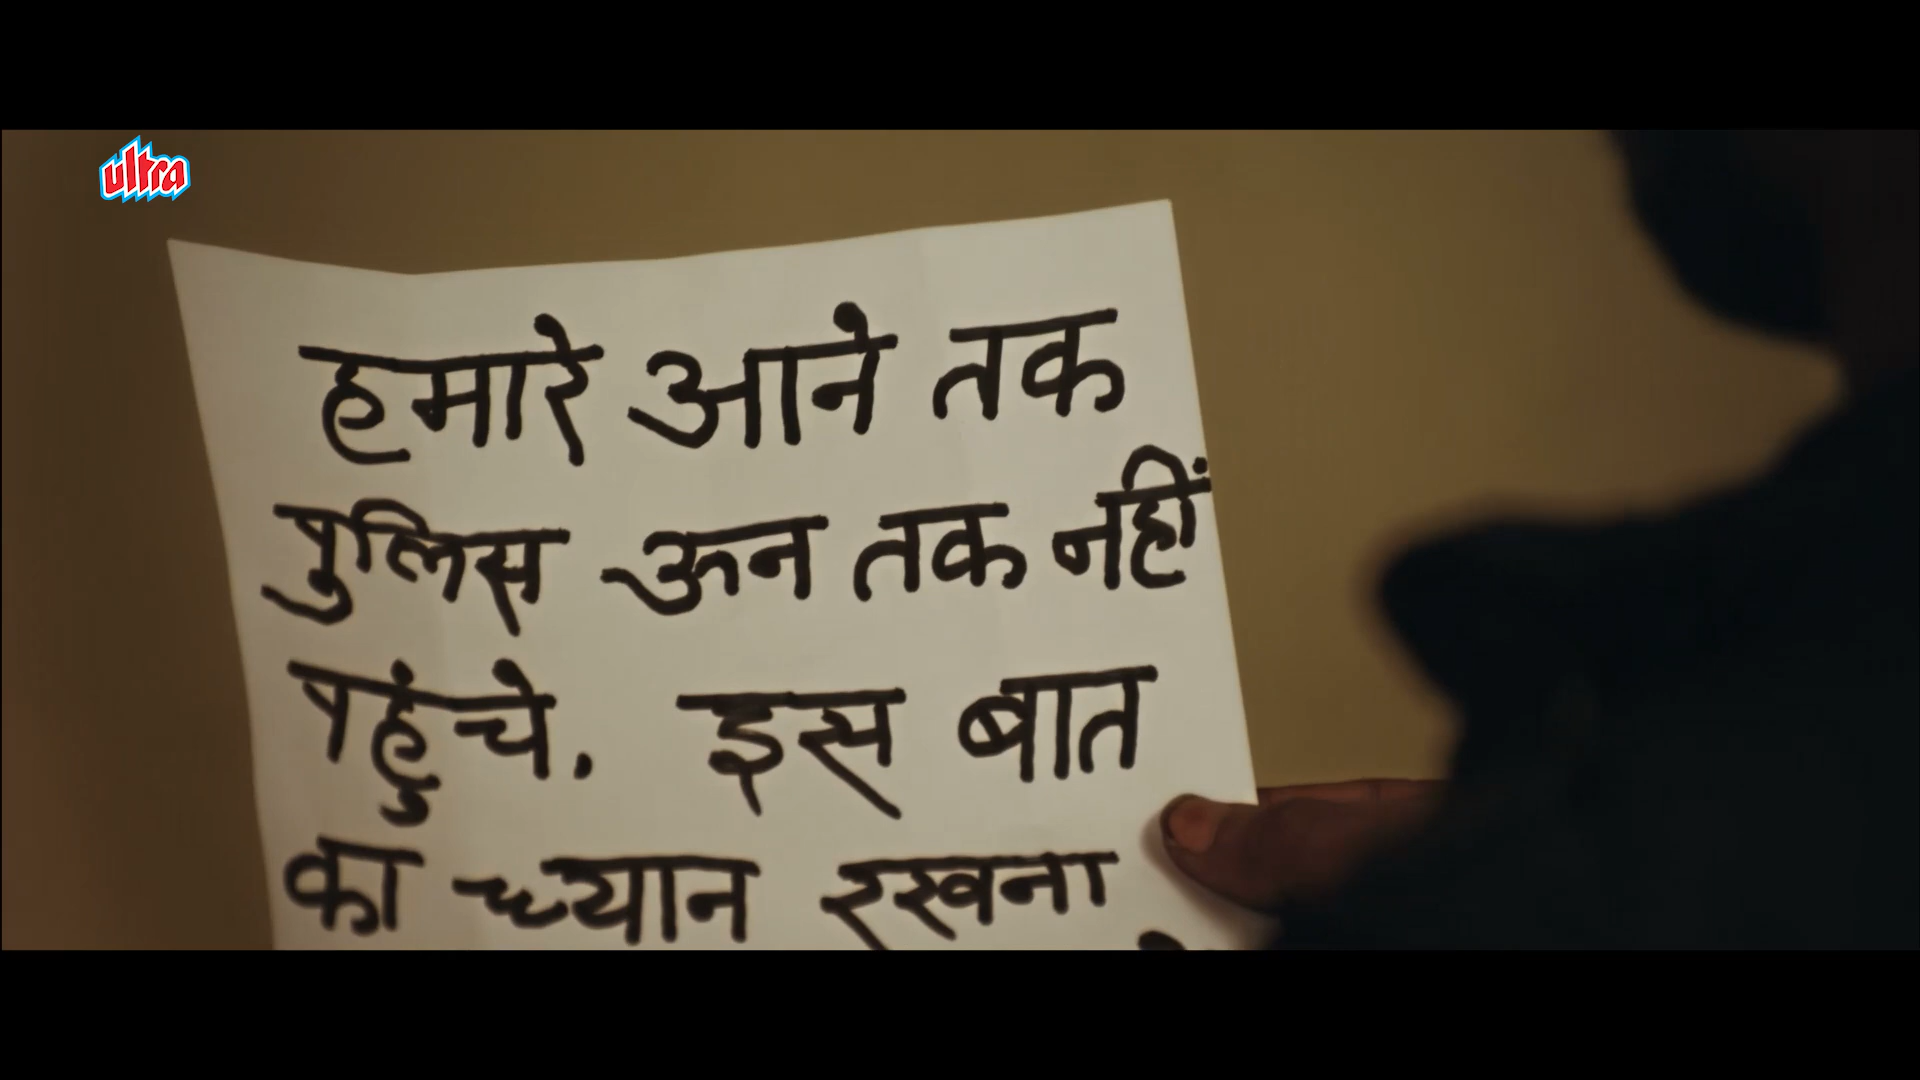 ultra
हमारे आने तक
पुलिस ऊन तक नहीं
पहुंचे. इस बात
का ध्यान रखना